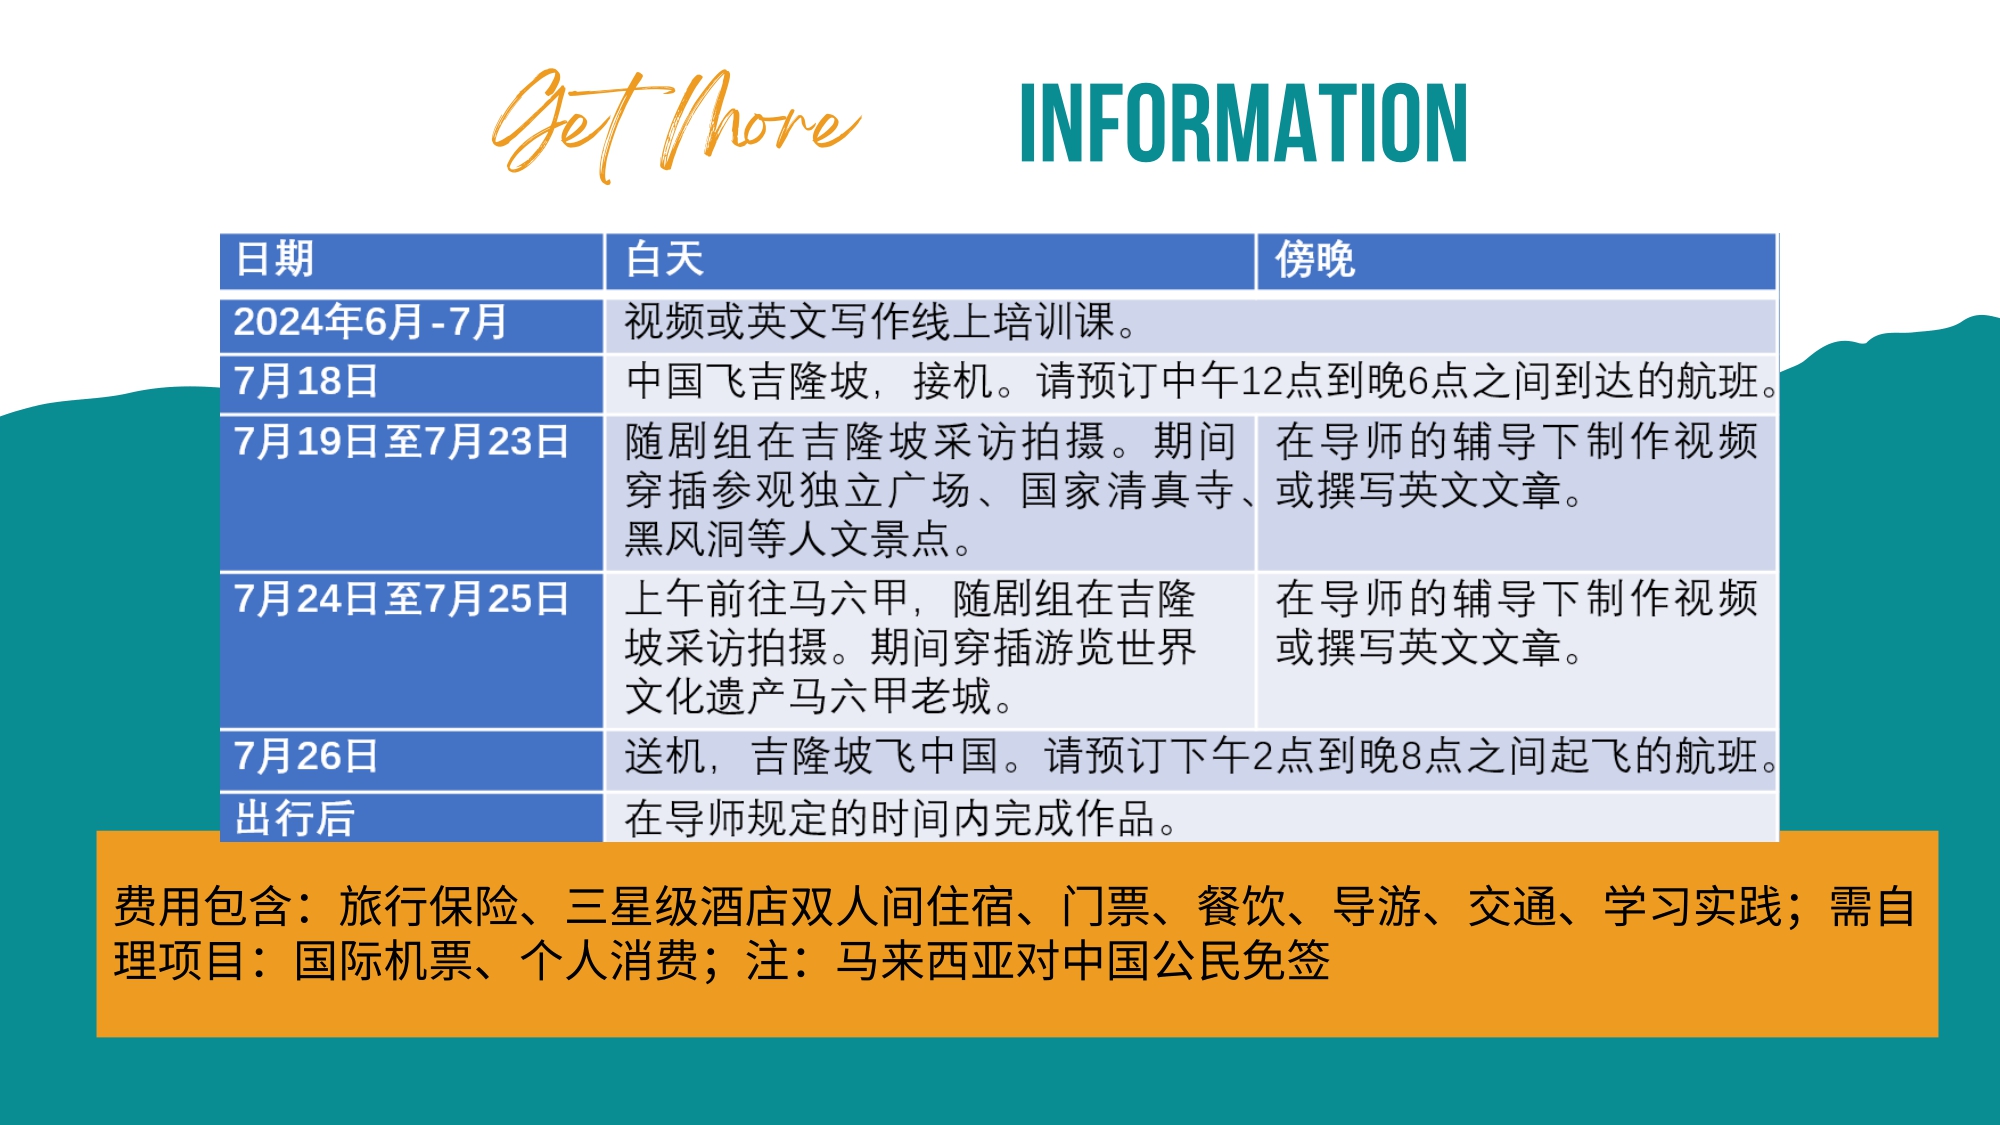 Get More INFORMATION
日期 白天 傍晚
2024年6月-7月 视频或英文写作线上培训课。
7月18日 中国飞吉隆坡，接机。请预订中午12点到晚6点之间到达的航班。
7月19日至7月23日 随剧组在吉隆坡采访拍摄。期间 在导师的辅导下制作视频
穿插参观独立广场、国家清真寺、 或撰写英文文章。
黑风洞等人文景点。
7月24日至7月25日 上午前往马六甲，随剧组在吉隆 在导师的辅导下制作视频
坡采访拍摄。期间穿插游览世界 或撰写英文文章。
文化遗产马六甲老城。
7月26日 送机，吉隆坡飞中国。请预订下午2点到晚8点之间起飞的航班。
出行后 在导师规定的时间内完成作品。
费用包含：旅行保险、三星级酒店双人间住宿、门票、餐饮、导游、交通、学习实践；需自
理项目：国际机票、个人消费；注：马来西亚对中国公民免签